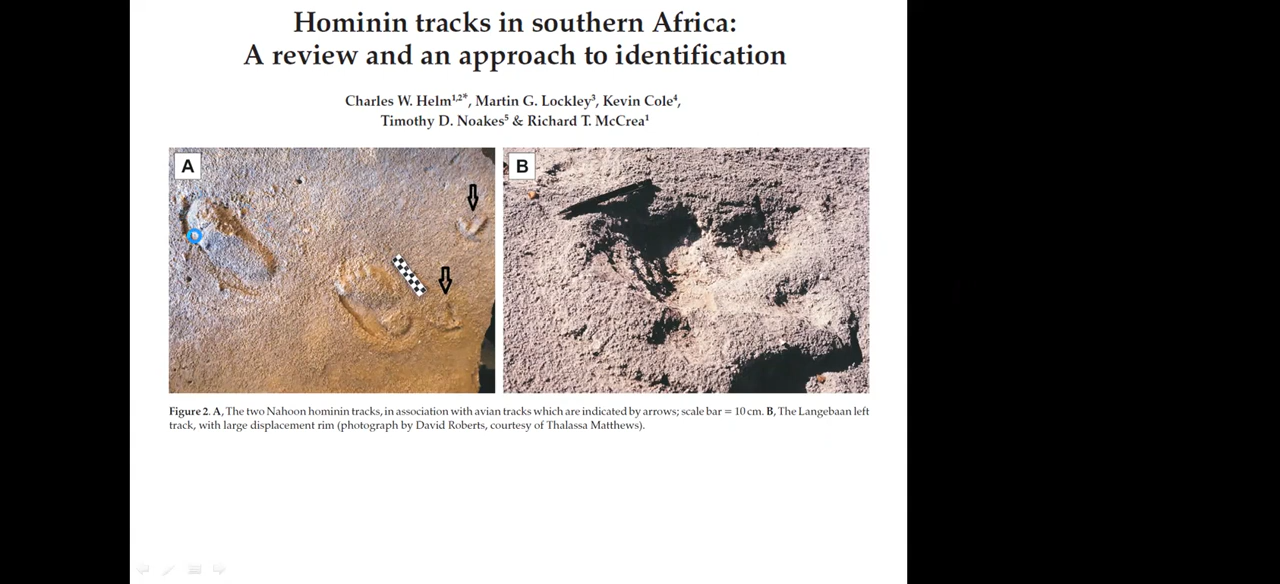 Hominin tracks in southern Africa:
A review and an approach to identification
Charles W. Helm1,2*, Martin G. Lockley3, Kevin Cole4,
Timothy D. Noakes5 & Richard T. McCrea1
A
B
Figure 2. A, The two Nahoon hominin tracks, in association with avian tracks which are indicated by arrows; scale bar = 10 cm. B, The Langebaan left
track, with large displacement rim (photograph by David Roberts, courtesy of Thalassa Matthews).